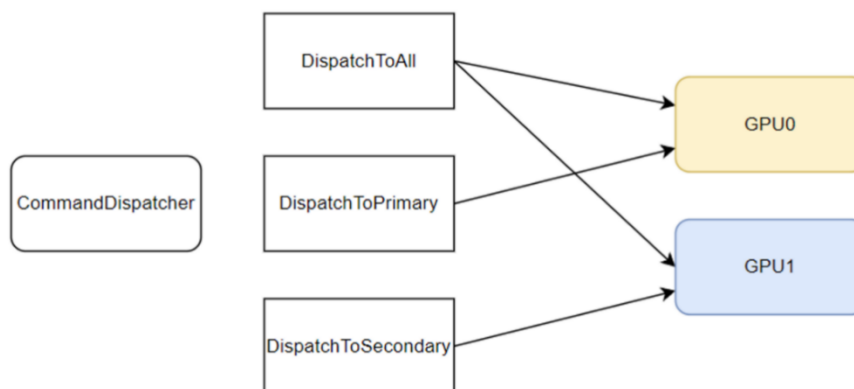 DispatchToAll
GPU0
CommandDispatcher
DispatchToPrimary
GPU1
DispatchToSecondary